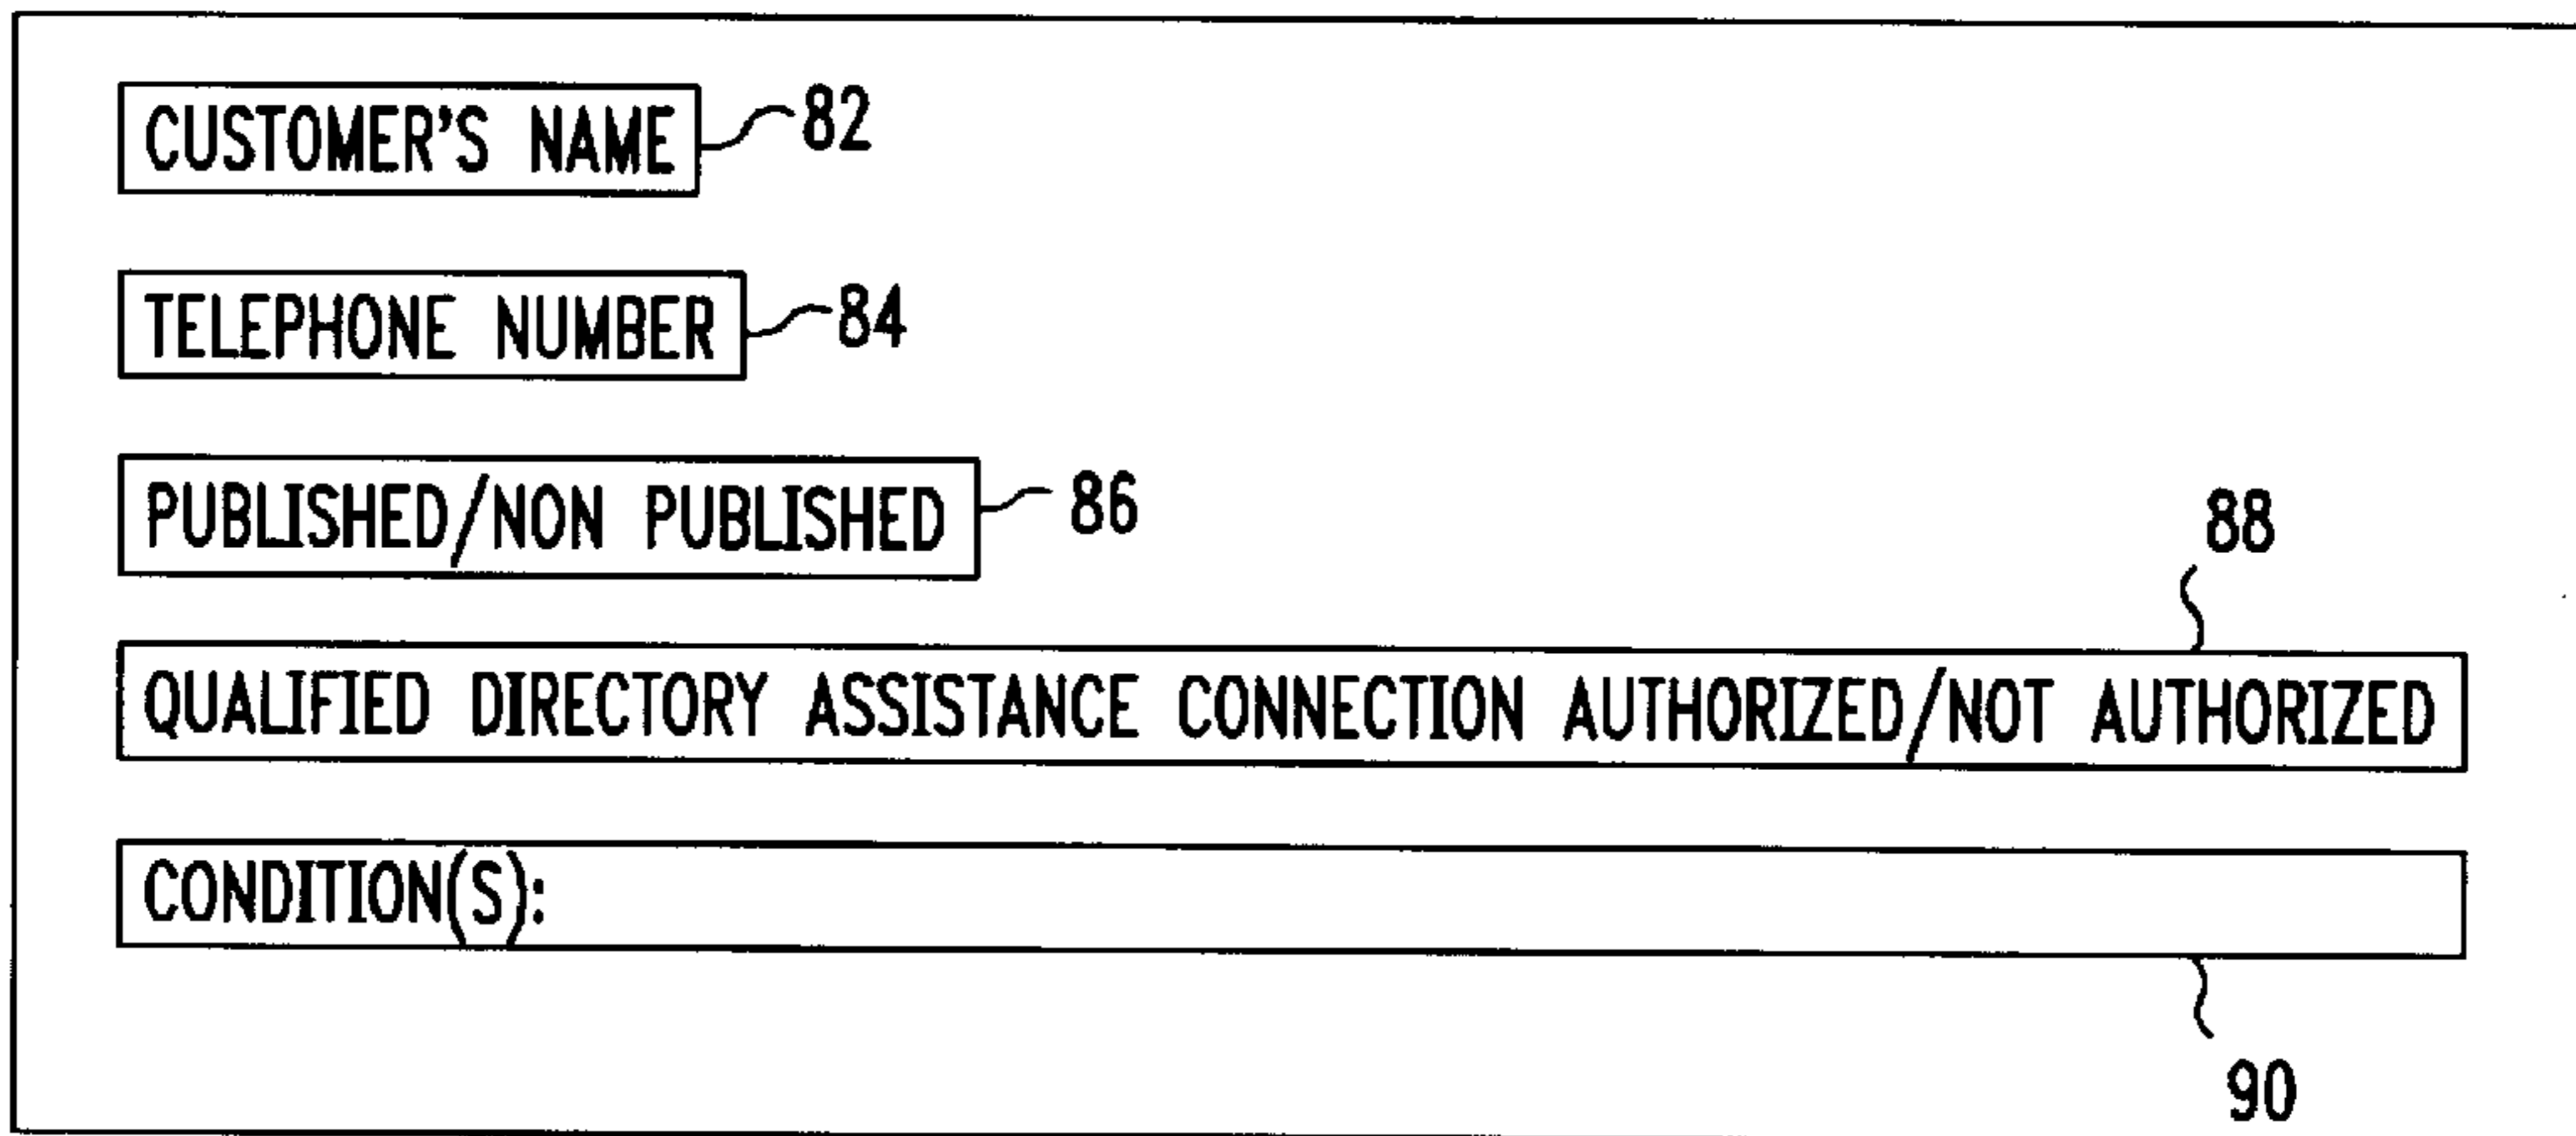 CUSTOMER'S NAME 82
TELEPHONE NUMBER 84
PUBLISHED/NON PUBLISHED 86
88
QUALIFIED DIRECTORY ASSISTANCE CONNECTION AUTHORIZED/NOT AUTHORIZED
CONDITION(S):
90